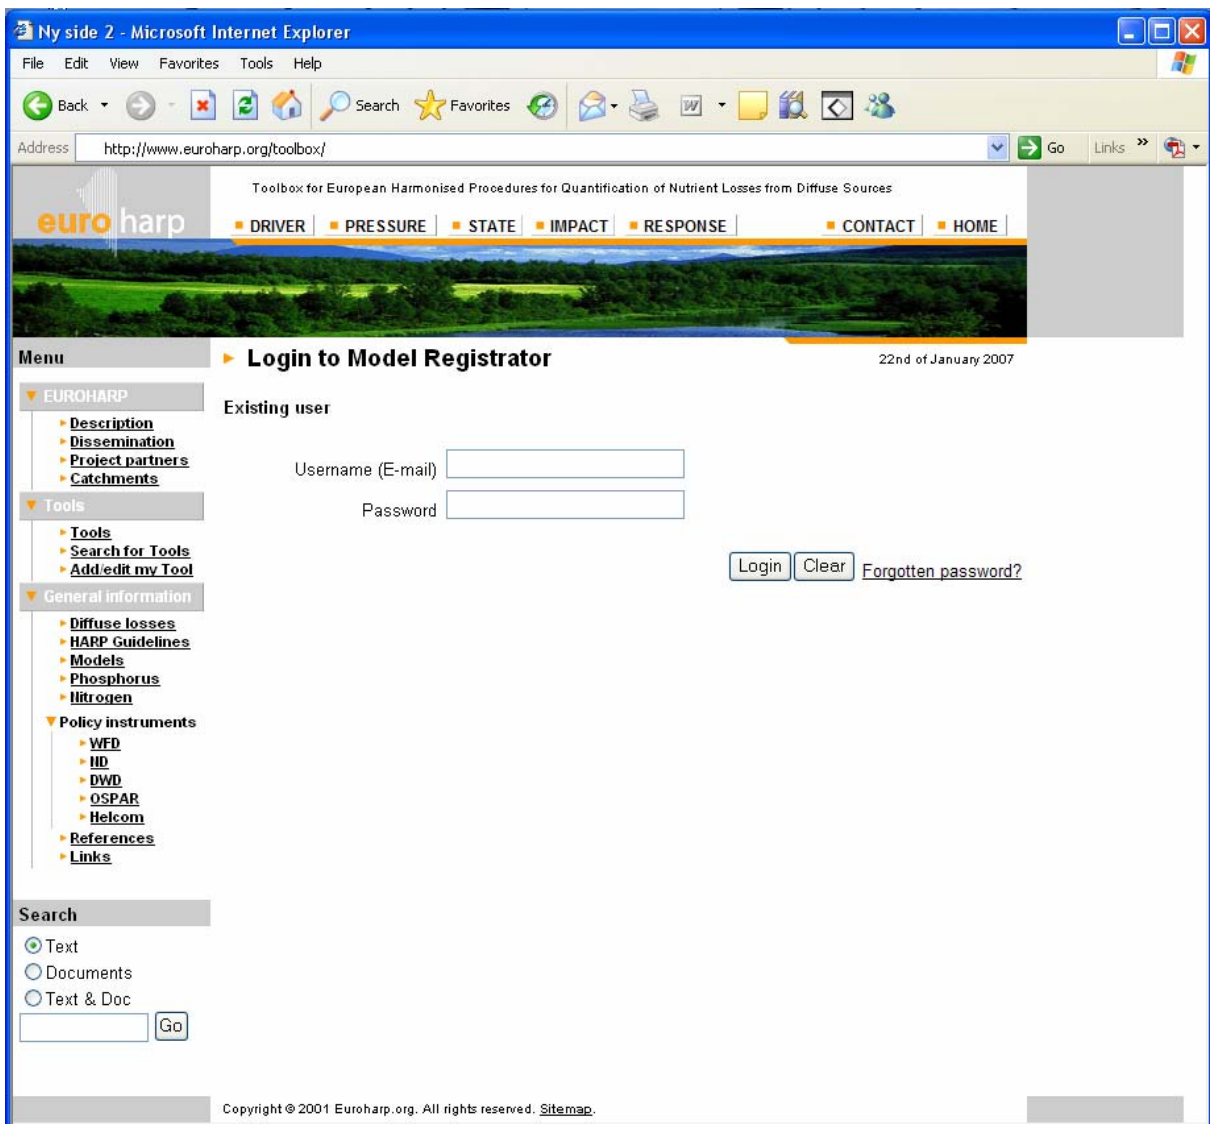 Ny side 2 - Microsoft Internet Explorer
File Edit View Favorites Tools Help
Back Search Favorites
Address http://www.euroharp.org/toolbox/ Go Links »
euro harp
Toolbox for European Harmonised Procedures for Quantification of Nutrient Losses from Diffuse Sources
DRIVER PRESSURE STATE IMPACT RESPONSE CONTACT HOME
Menu
EUROHARP
Description
Dissemination
Project partners
Catchments
Tools
Tools
Search for Tools
Add/edit my Tool
General information
Diffuse losses
HARP Guidelines
Models
Phosphorus
Nitrogen
Policy instruments
WFD
ND
DWD
OSPAR
Helcom
References
Links
Search
Text
Documents
Text & Doc
Go
Login to Model Registrator
22nd of January 2007
Existing user
Username (E-mail)
Password
Login Clear Forgotten password?
Copyright © 2001 Euroharp.org. All rights reserved. Sitemap.